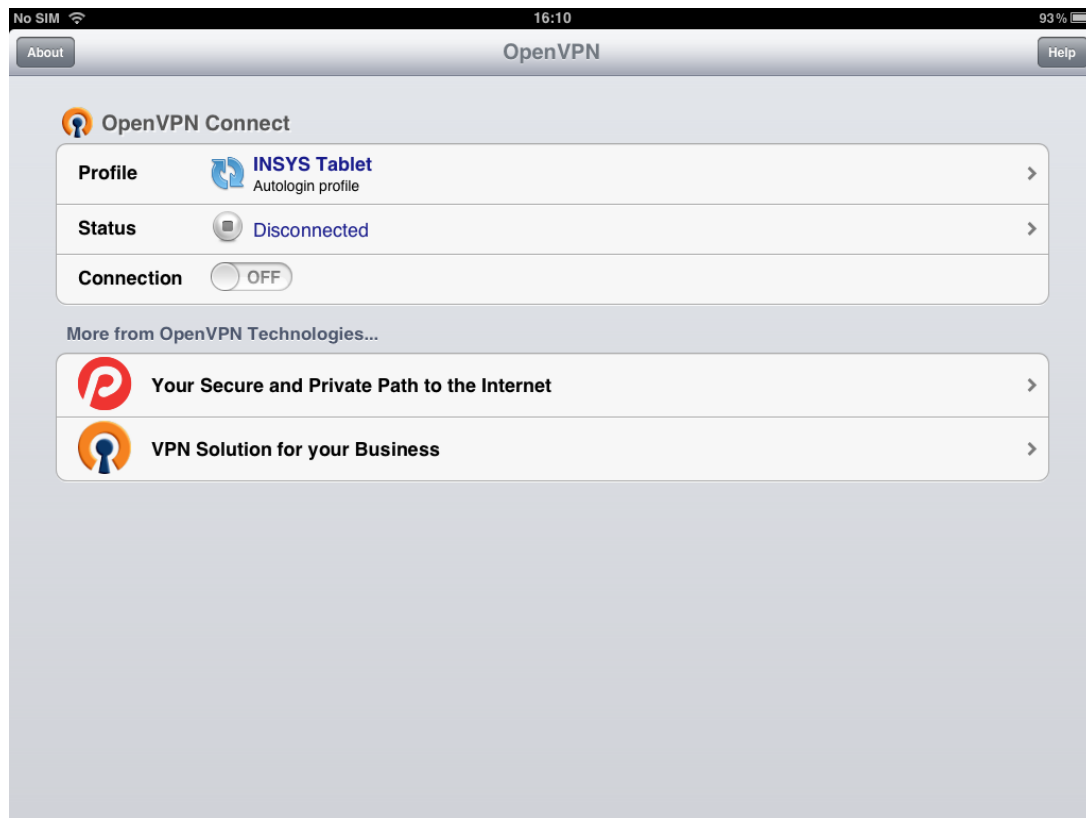 No SIM 16:10 93%
About OpenVPN Help
OpenVPN Connect
Profile INSYS Tablet
Autologin profile
Status Disconnected
Connection OFF
More from OpenVPN Technologies...
Your Secure and Private Path to the Internet
VPN Solution for your Business